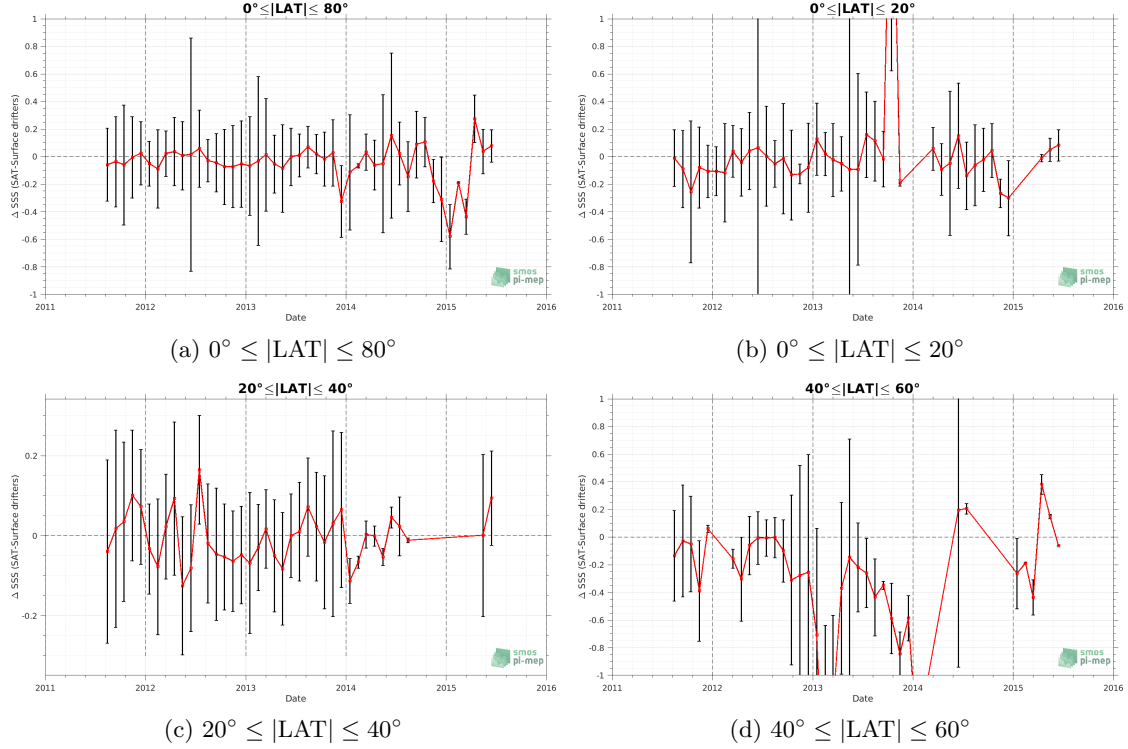 0°≤|LAT|≤ 80°
1
0.8
0.6
0.4
0.2
0
-0.2
-0.4
-0.6
-0.8
-1
Δ SSS (SAT-Surface drifters)
2011 2012 2013 2014 2015 2016
Date
smos
pi-mep
(a) 0° ≤ |LAT| ≤ 80°
0°≤|LAT|≤ 20°
1
0.8
0.6
0.4
0.2
0
-0.2
-0.4
-0.6
-0.8
-1
Δ SSS (SAT-Surface drifters)
2011 2012 2013 2014 2015 2016
Date
smos
pi-mep
(b) 0° ≤ |LAT| ≤ 20°
20°≤|LAT|≤ 40°
0.2
0
-0.2
Δ SSS (SAT-Surface drifters)
2011 2012 2013 2014 2015 2016
Date
smos
pi-mep
(c) 20° ≤ |LAT| ≤ 40°
40°≤|LAT|≤ 60°
1
0.8
0.6
0.4
0.2
0
-0.2
-0.4
-0.6
-0.8
-1
Δ SSS (SAT-Surface drifters)
2011 2012 2013 2014 2015 2016
Date
smos
pi-mep
(d) 40° ≤ |LAT| ≤ 60°